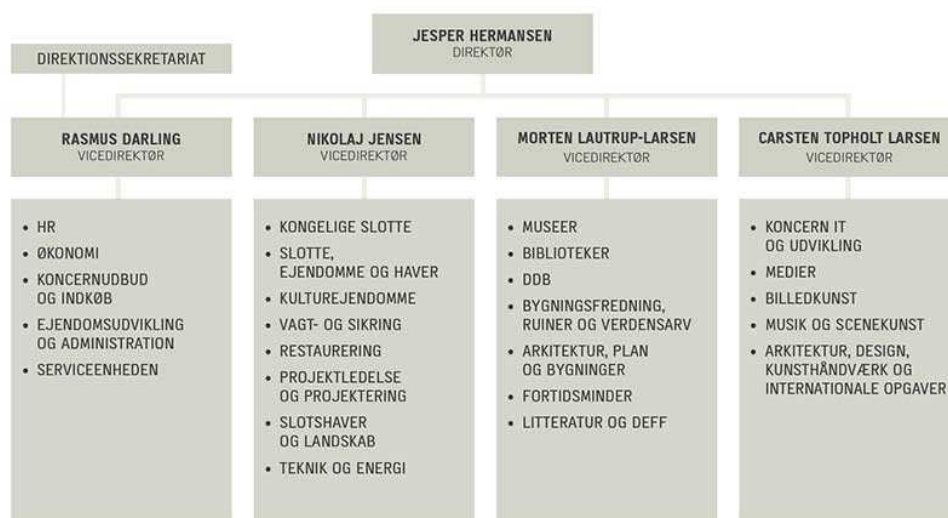 JESPER HERMANSEN
DIREKTØR
DIREKTIONSSEKRETARIAT
RASMUS DARLING
VICEDIREKTØR
• HR
• ØKONOMI
• KONCERNUDBUD
OG INDKØB
• EJENDOMSUDVIKLING
OG ADMINISTRATION
• SERVICEENHEDEN
NIKOLAJ JENSEN
VICEDIREKTØR
• KONGELIGE SLOTTE
• SLOTTE,
EJENDOMME OG HAVER
• KULTUREJENDOMME
• VAGT- OG SIKRING
• RESTAURERING
• PROJEKTLEDELSE
OG PROJEKTERING
• SLOTSHAVER
OG LANDSKAB
• TEKNIK OG ENERGI
MORTEN LAUTRUP-LARSEN
VICEDIREKTØR
• MUSEER
• BIBLIOTEKER
• DDB
• BYGNINGSFREDNING,
RUINER OG VERDENSARV
• ARKITEKTUR, PLAN
OG BYGNINGER
• FORTIDSMINDER
• LITTERATUR OG DEFF
CARSTEN TOPHOLT LARSEN
VICEDIREKTØR
• KONCERN IT
OG UDVIKLING
• MEDIER
• BILLEDKUNST
• MUSIK OG SCENEKUNST
• ARKITEKTUR, DESIGN,
KUNSTHÅNDVÆRK OG
INTERNATIONALE OPGAVER